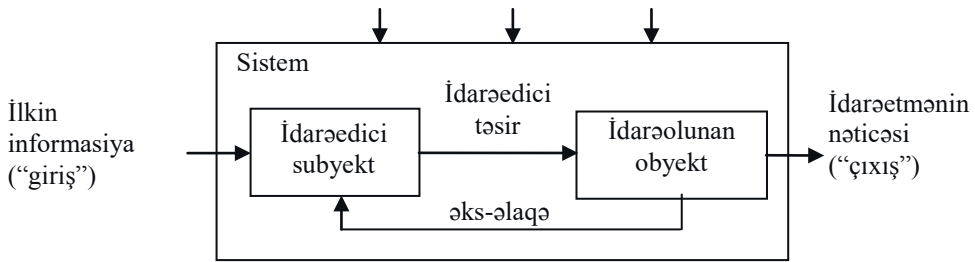 Sistem
İlkin
informasiya
(“giriş”)
İdarəedici
subyekt
İdarəedici
təsir
İdarəolunan
obyekt
İdarəetmənin
nəticəsi
(“çıxış”)
əks-əlaqə